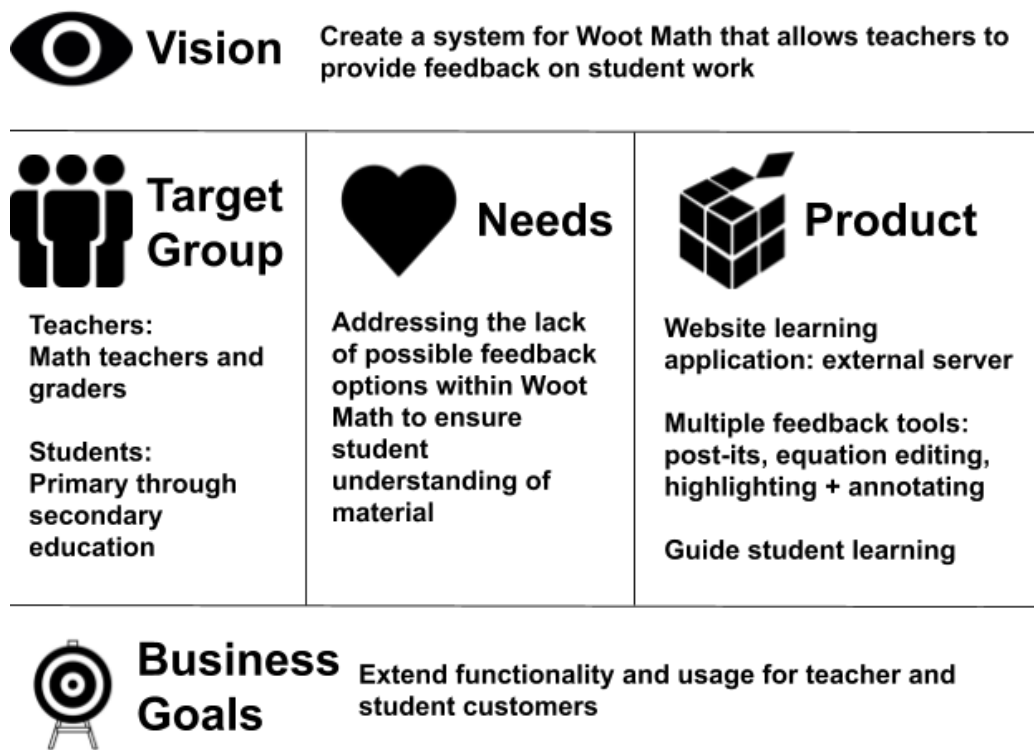 Vision
Create a system for Woot Math that allows teachers to
provide feedback on student work
Target
Group
Teachers:
Math teachers and
graders
Students:
Primary through
secondary
education
Needs
Addressing the lack
of possible feedback
options within Woot
Math to ensure
student
understanding of
material
Product
Website learning
application: external server
Multiple feedback tools:
post-its, equation editing,
highlighting + annotating
Guide student learning
Business
Goals
Extend functionality and usage for teacher and
student customers